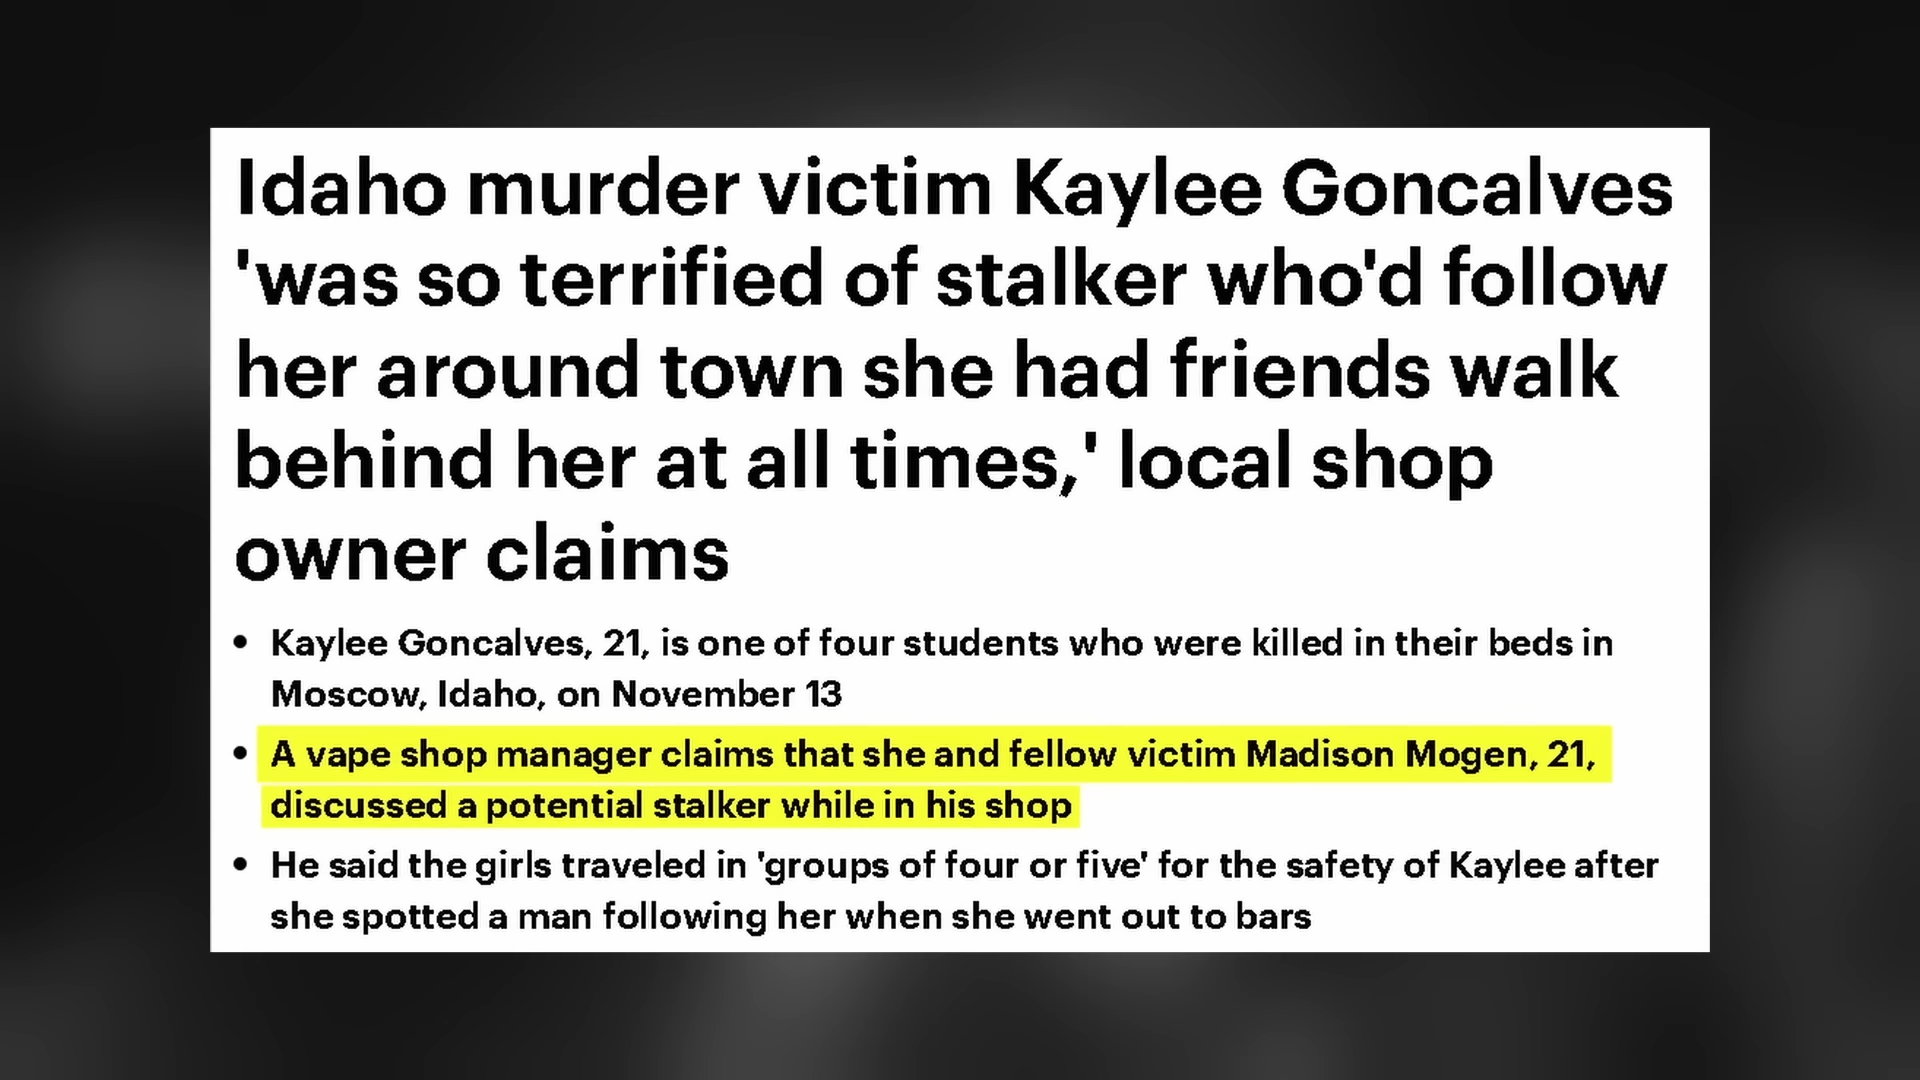 Idaho murder victim Kaylee Goncalves
'was so terrified of stalker who'd follow
her around town she had friends walk
behind her at all times,' local shop
owner claims
• Kaylee Goncalves, 21, is one of four students who were killed in their beds in
Moscow, Idaho, on November 13
• A vape shop manager claims that she and fellow victim Madison Mogen, 21,
discussed a potential stalker while in his shop
• He said the girls traveled in 'groups of four or five' for the safety of Kaylee after
she spotted a man following her when she went out to bars